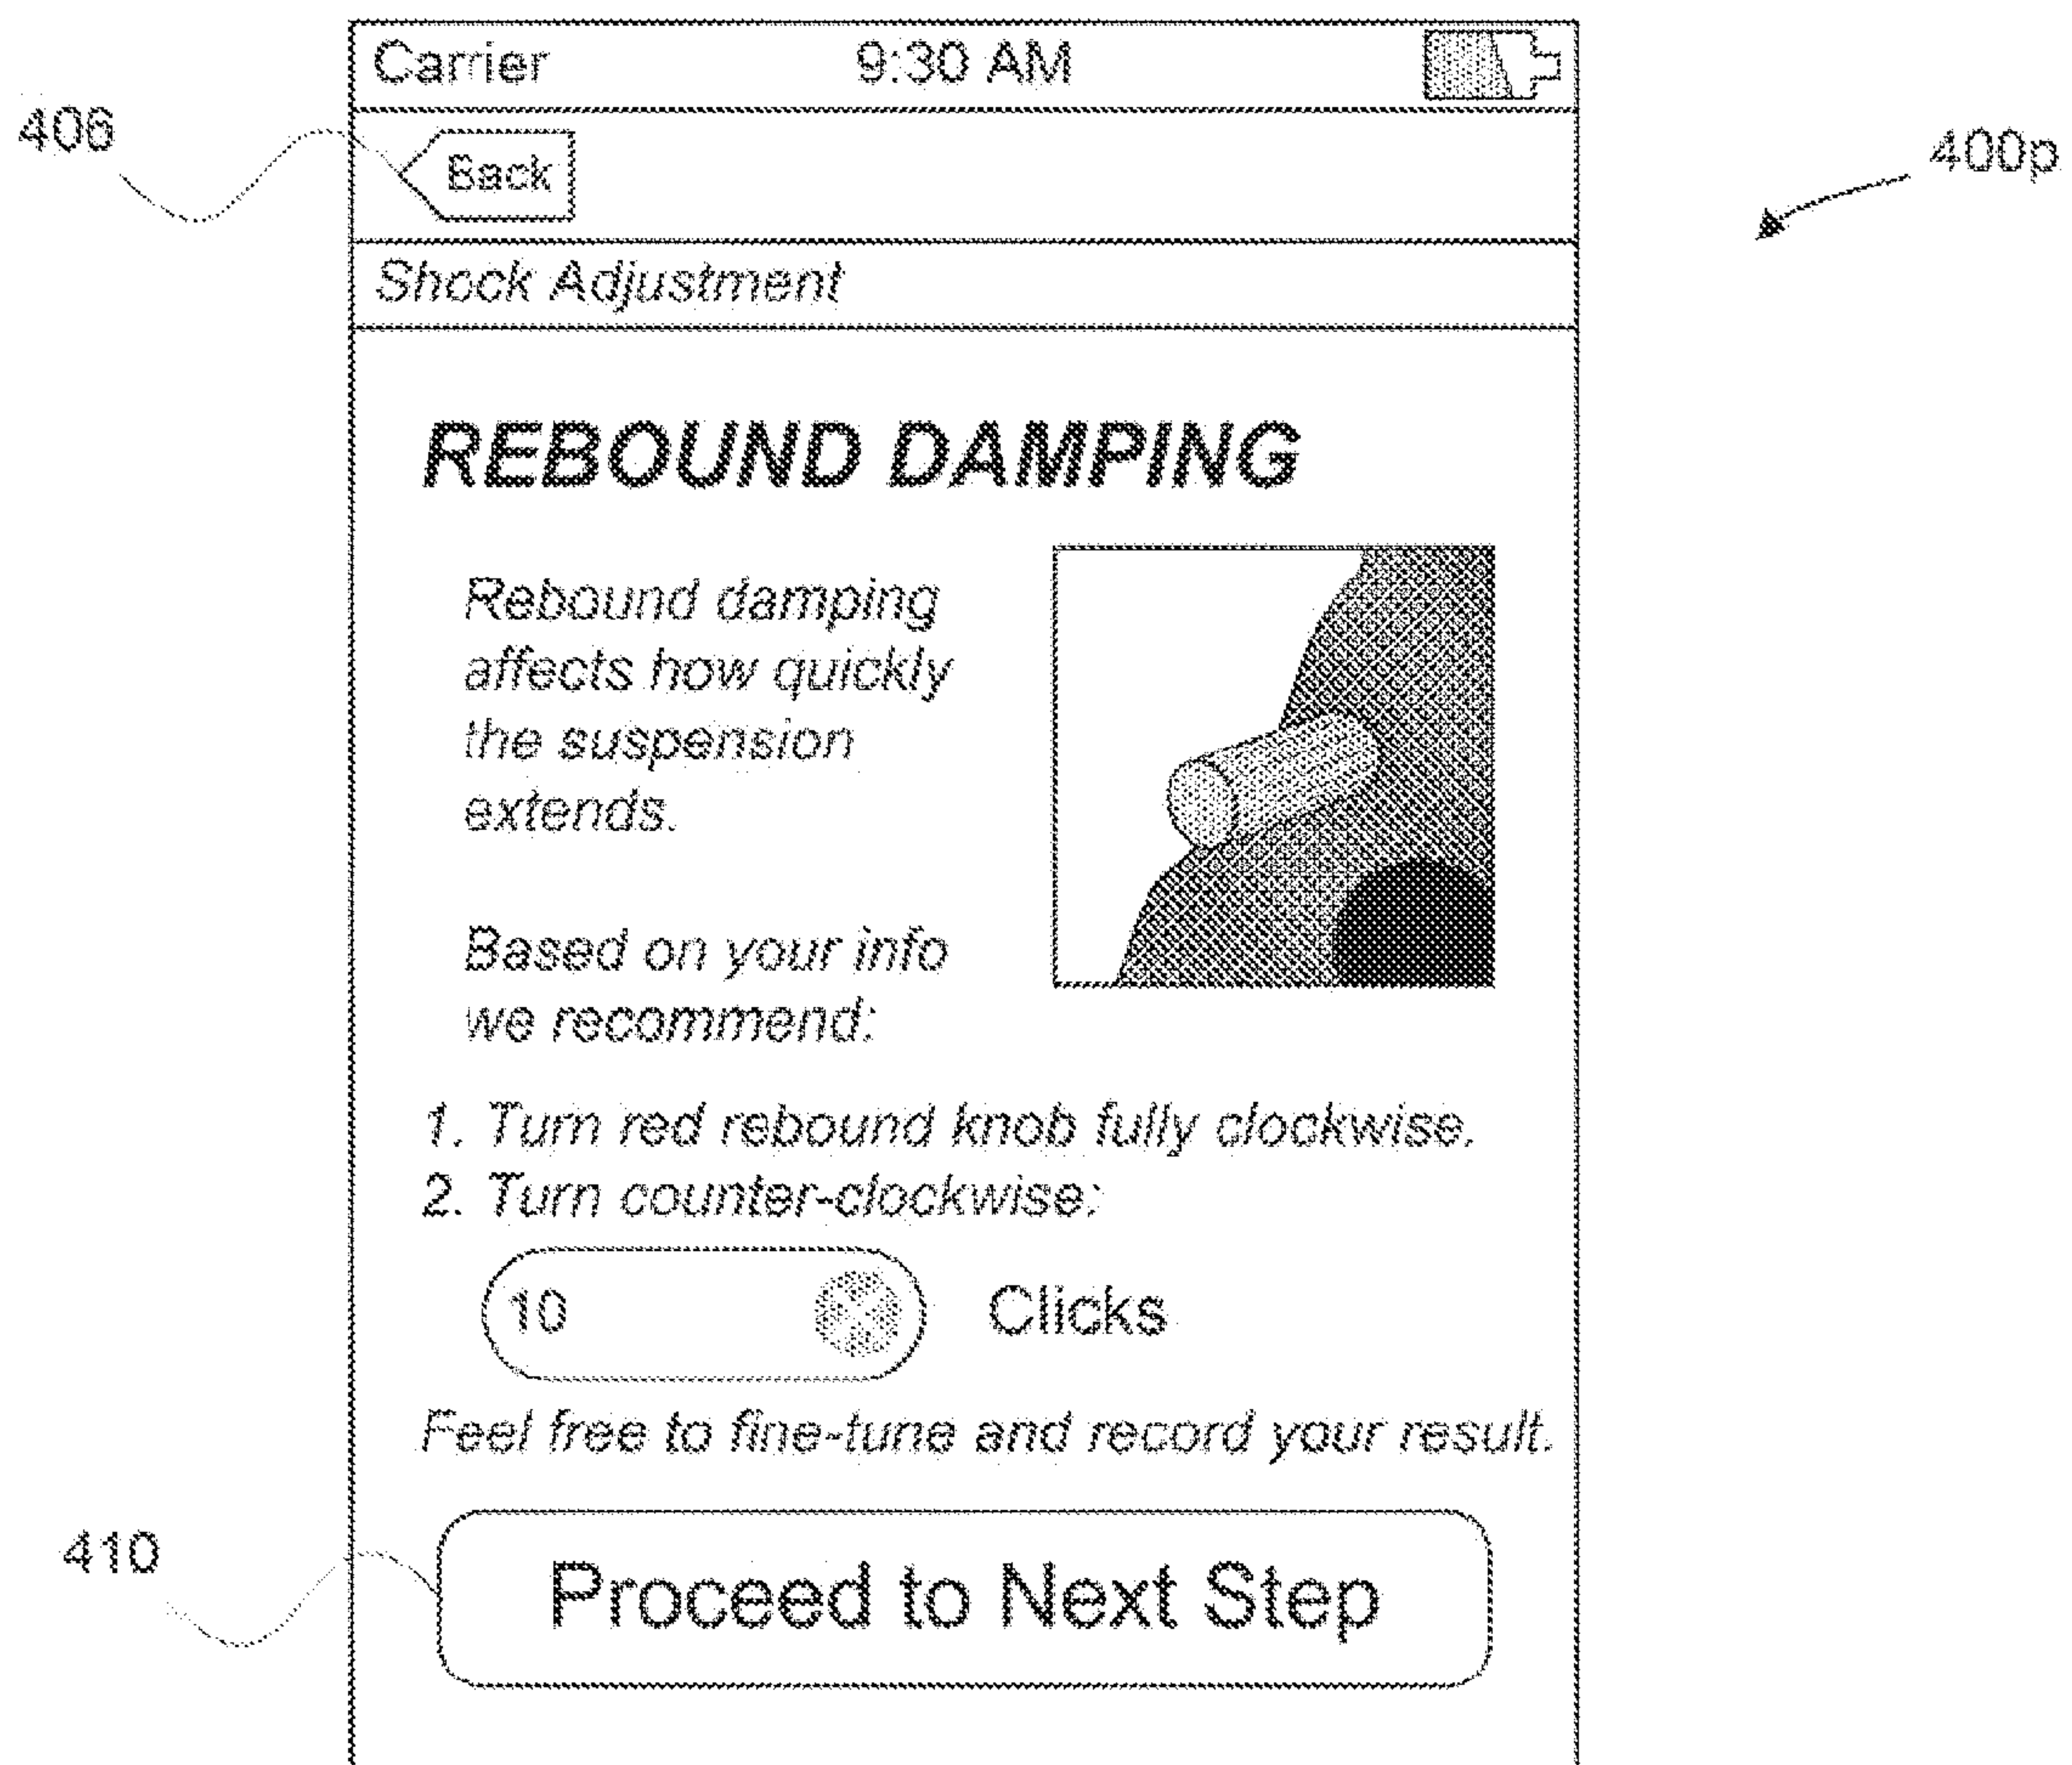 Carrier 9:30 AM
406
Back
400p
Shock Adjustment
REBOUND DAMPING
Rebound damping
affects how quickly
the suspension
extends.
Based on your info
we recommend:
1. Turn red rebound knob fully clockwise.
2. Turn counter-clockwise:
10 Clicks
Feel free to fine-tune and record your result.
410
Proceed to Next Step